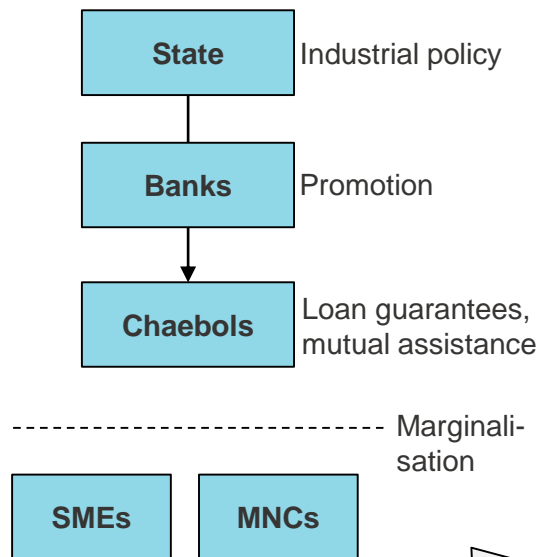 State Industrial policy
Banks Promotion
Chaebols Loan guarantees,
mutual assistance
Marginali-
sation
SMEs MNCs